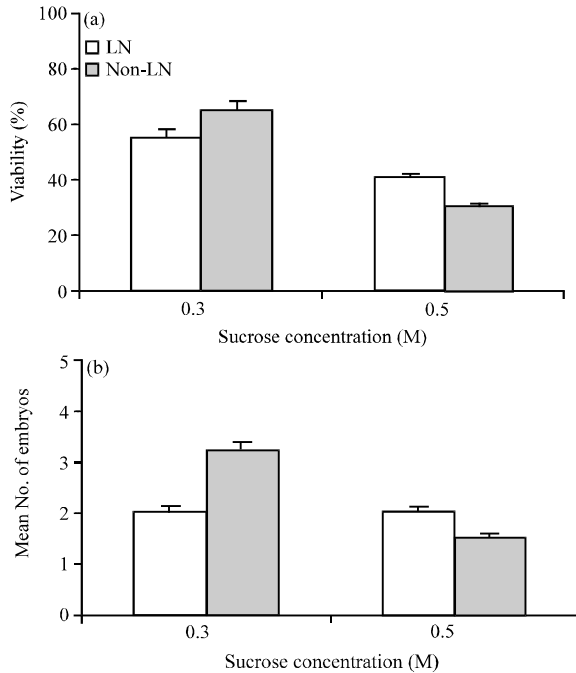 (a)
LN
Non-LN
100
80
60
40
20
0
Viability (%)
0.3 0.5
Sucrose concentration (M)
(b)
5
4
3
2
1
0
Mean No. of embryos
0.3 0.5
Sucrose concentration (M)